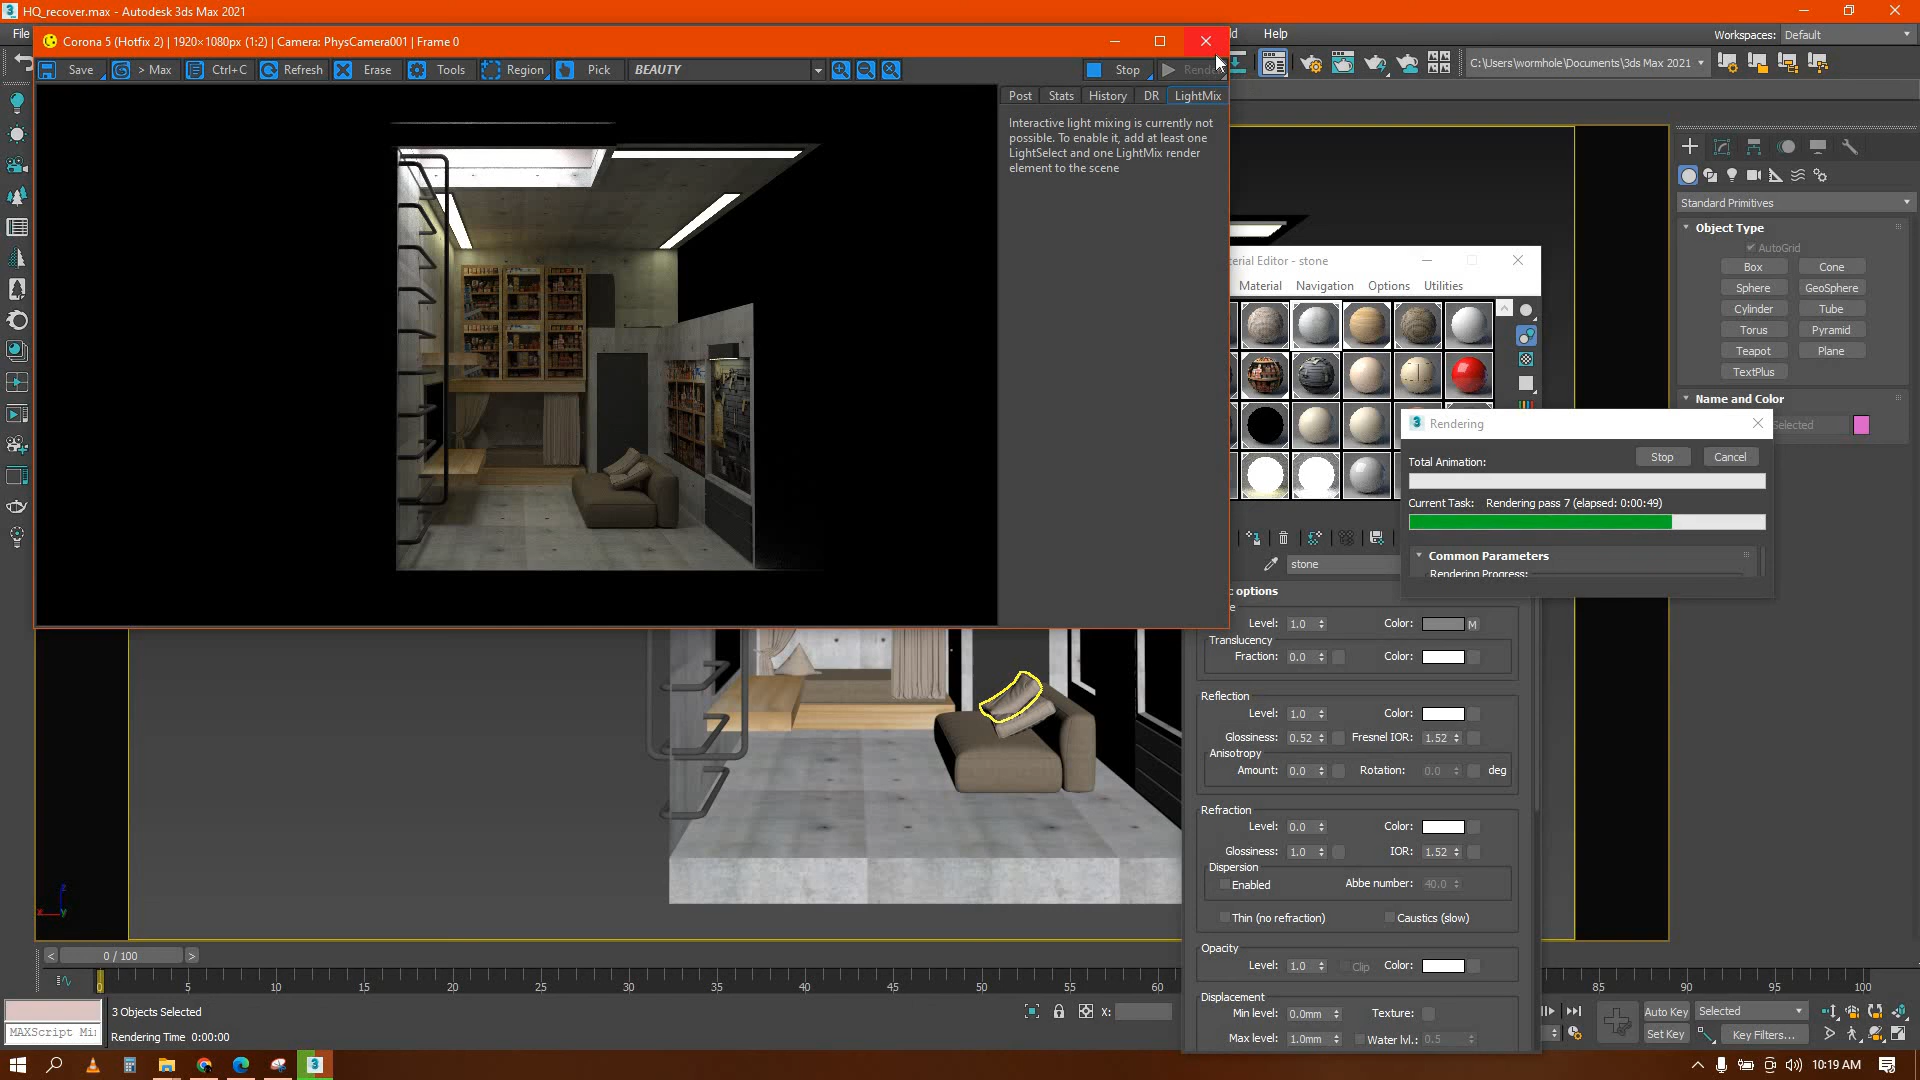 HQ_recover.max - Autodesk 3ds Max 2021
File
Help
Workspaces: Default
Corona 5 (Hotfix 2) | 1920×1080px (1:2) | Camera: PhysCamera001 | Frame 0
Save
> Max
Ctrl+C
Refresh
Erase
Tools
Region
Pick
BEAUTY
Stop
Render
C:\Users\wormhole\Documents\3ds Max 2021
Post
Stats
History
DR
LightMix
Interactive light mixing is currently not
possible. To enable it, add at least one
LightSelect and one LightMix render
element to the scene
Standard Primitives
Object Type
AutoGrid
Box
Cone
Sphere
GeoSphere
Cylinder
Tube
Torus
Pyramid
Teapot
Plane
TextPlus
Name and Color
Selected
erial Editor - stone
Material
Navigation
Options
Utilities
Rendering
Total Animation:
Stop
Cancel
Current Task: Rendering pass 7 (elapsed: 0:00:49)
Common Parameters
Rendering Progress:
stone
c options
Level: 1.0
Color:
M
Translucency
Fraction: 0.0
Color:
Reflection
Level: 1.0
Color:
Glossiness: 0.52
Fresnel IOR: 1.52
Anisotropy
Amount: 0.0
Rotation: 0.0
deg
Refraction
Level: 0.0
Color:
Glossiness: 1.0
IOR: 1.52
Dispersion
Enabled
Abbe number: 40.0
Thin (no refraction)
Caustics (slow)
Opacity
Level: 1.0
Clip
Color:
Displacement
Min level: 0.0mm
Texture:
Max level: 1.0mm
Water lvl.: 0.5
z
x
y
< 0 / 100 >
0 5 10 15 20 25 30 35 40 45 50 55 60 85 90 95 100
3 Objects Selected
X:
Auto Key
Selected
MAXScript Mi
Rendering Time 0:00:00
Set Key
Key Filters...
10:19 AM